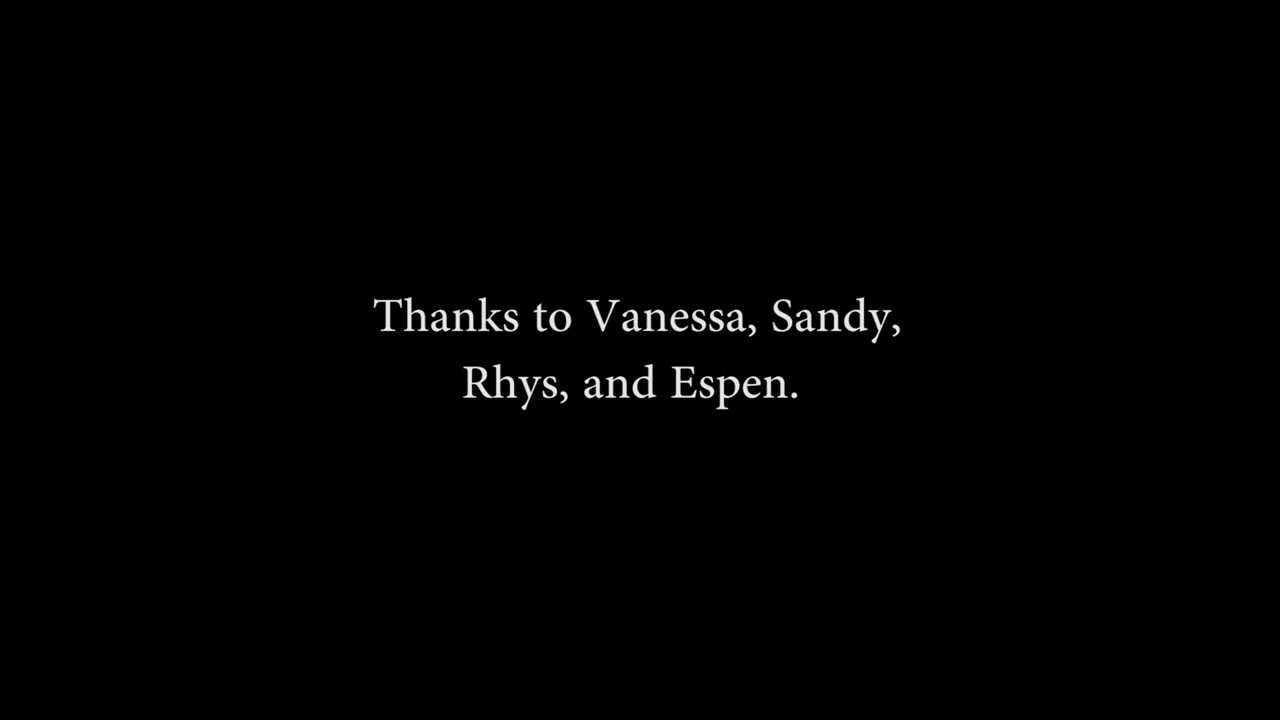 Thanks to Vanessa, Sandy,
Rhys, and Espen.